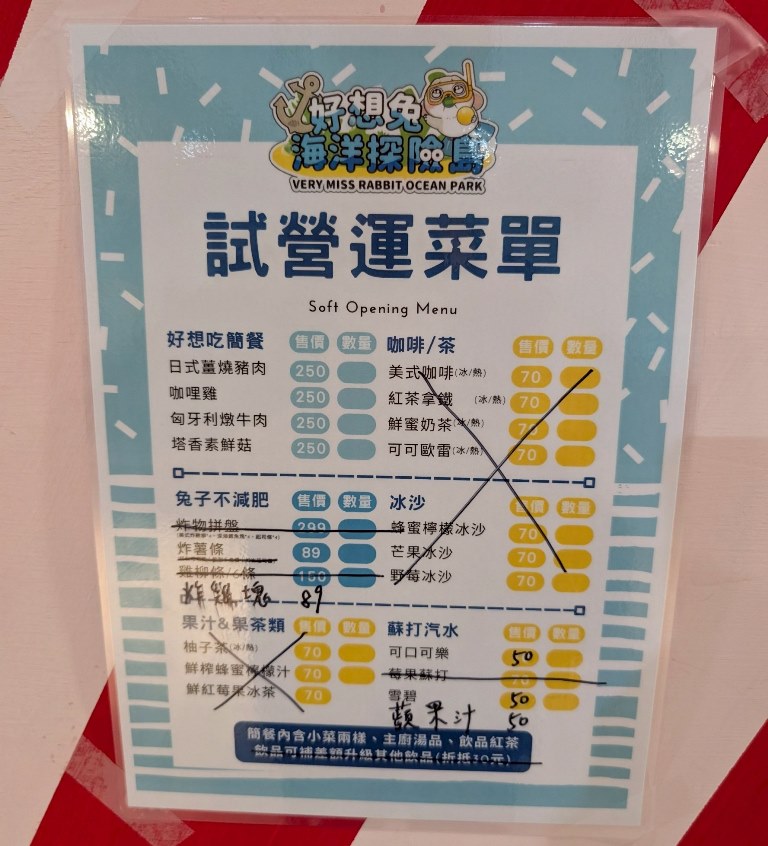 好想兔
海洋探險島
VERY MISS RABBIT OCEAN PARK
試營運菜單
Soft Opening Menu
好想吃簡餐 售價 數量
日式薑燒豬肉 250
咖哩雞 250
匈牙利燉牛肉 250
塔香素鮮菇 250
咖啡/茶 售價 數量
美式咖啡(冰/熱) 70
紅茶拿鐵 (冰/熱) 70
鮮蜜奶茶(冰/熱) 70
可可歐蕾(冰/熱) 70
兔子不減肥 售價 數量
炸物拼盤 299
炸薯條 89
雞柳條/6條 150
炸雞塊 89
冰沙 售價 數量
蜂蜜檸檬冰沙 70
芒果冰沙 70
野莓冰沙 70
果汁&果茶類 售價 數量
柚子茶(冰/熱) 70
鮮榨蜂蜜檸檬汁 70
鮮紅莓果冰茶 70
蘇打汽水 售價 數量
可口可樂 50
莓果蘇打 70
雪碧 50
蘋果汁 50
簡餐內含小菜兩樣、主廚湯品、飲品紅茶
飲品可補差額升級其他飲品(折抵30元)